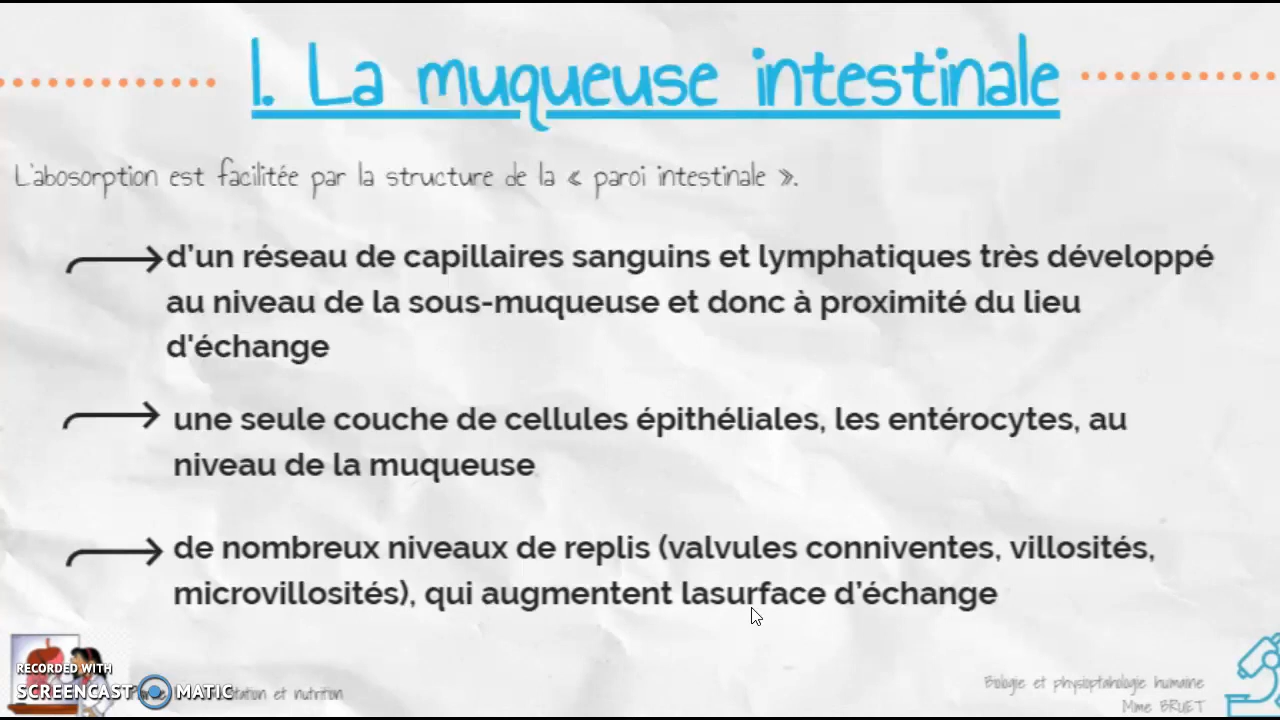 I. La muqueuse intestinale
L'abosorption est facilitée par la structure de la « paroi intestinale ».
d'un réseau de capillaires sanguins et lymphatiques très développé
au niveau de la sous-muqueuse et donc à proximité du lieu
d'échange
une seule couche de cellules épithéliales, les entérocytes, au
niveau de la muqueuse
de nombreux niveaux de replis (valvules conniventes, villosités,
microvillosités), qui augmentent lasurface d'échange
RECORDED WITH
SCREENCAST MATIC
et nutrition
Biologie et physioptahologie humaine
Mme BRUET